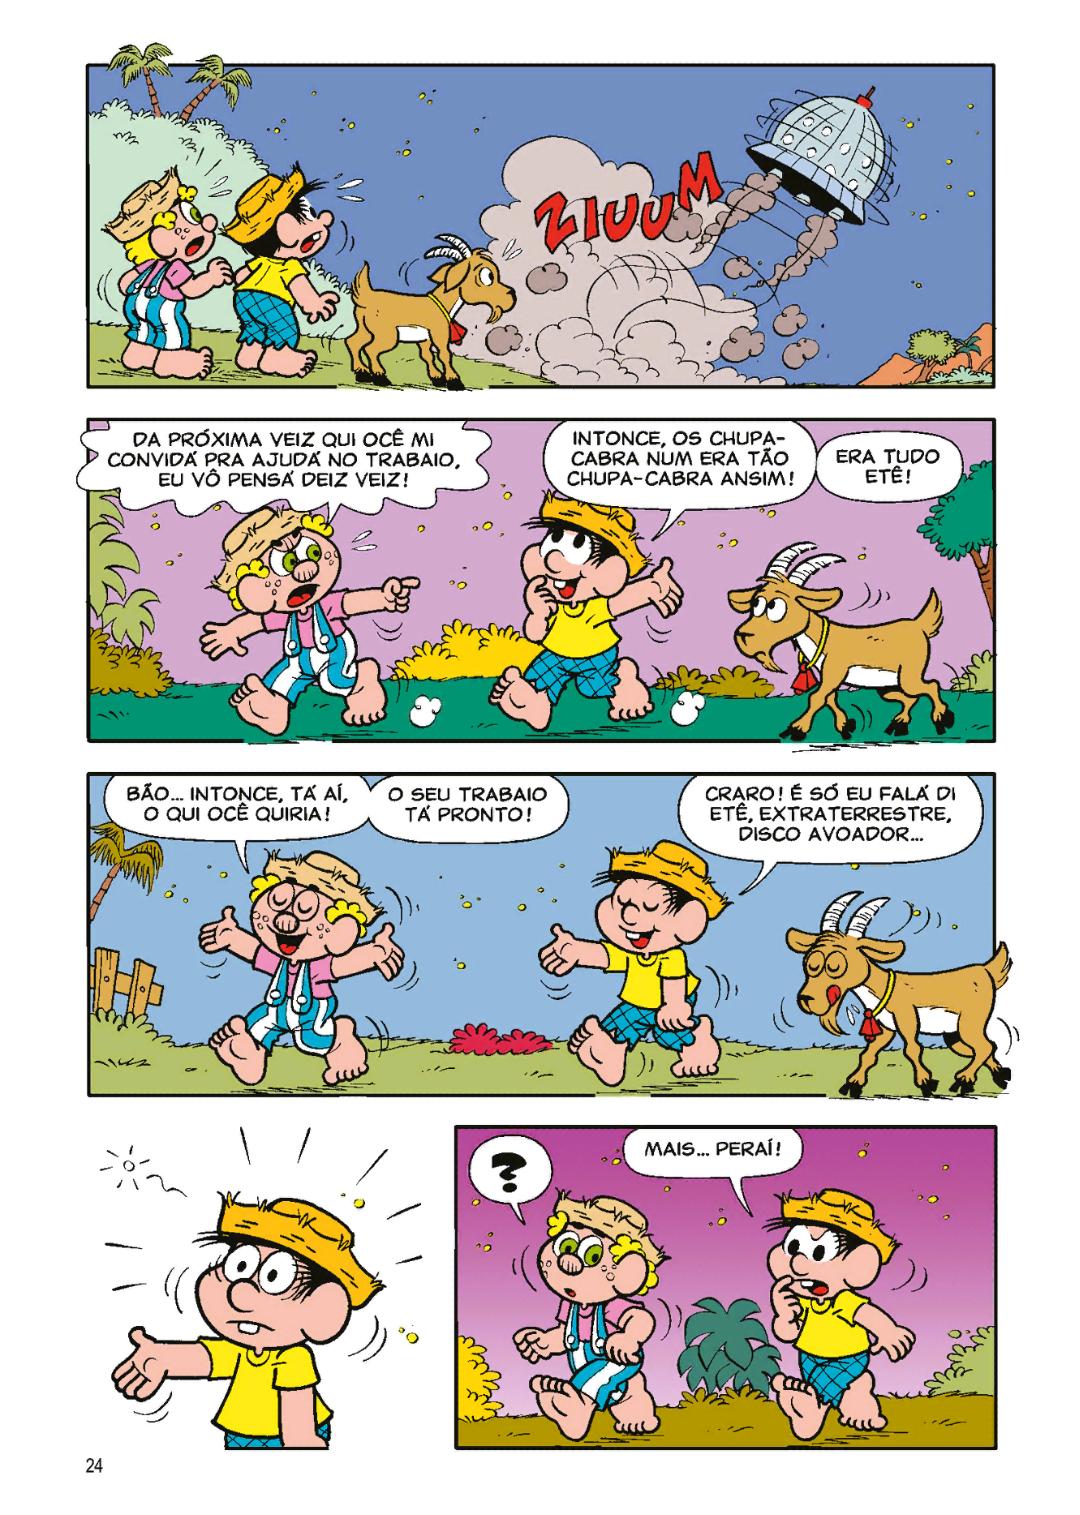 ZIUUM
DA PRÓXIMA VEIZ QUI OCÊ MI
CONVIDÁ PRA AJUDÁ NO TRABAIO,
EU VÔ PENSÁ DEIZ VEIZ!
INTONCE, OS CHUPA-
CABRA NUM ERA TÃO
CHUPA-CABRA ANSIM!
ERA TUDO
ETÊ!
BÃO... INTONCE, TÁ AÍ,
O QUI OCÊ QUIRIA!
O SEU TRABAIO
TÁ PRONTO!
CRARO! É SÓ EU FALÁ DI
ETÊ, EXTRATERRESTRE,
DISCO AVOADOR...
?
MAIS... PERAÍ!
24